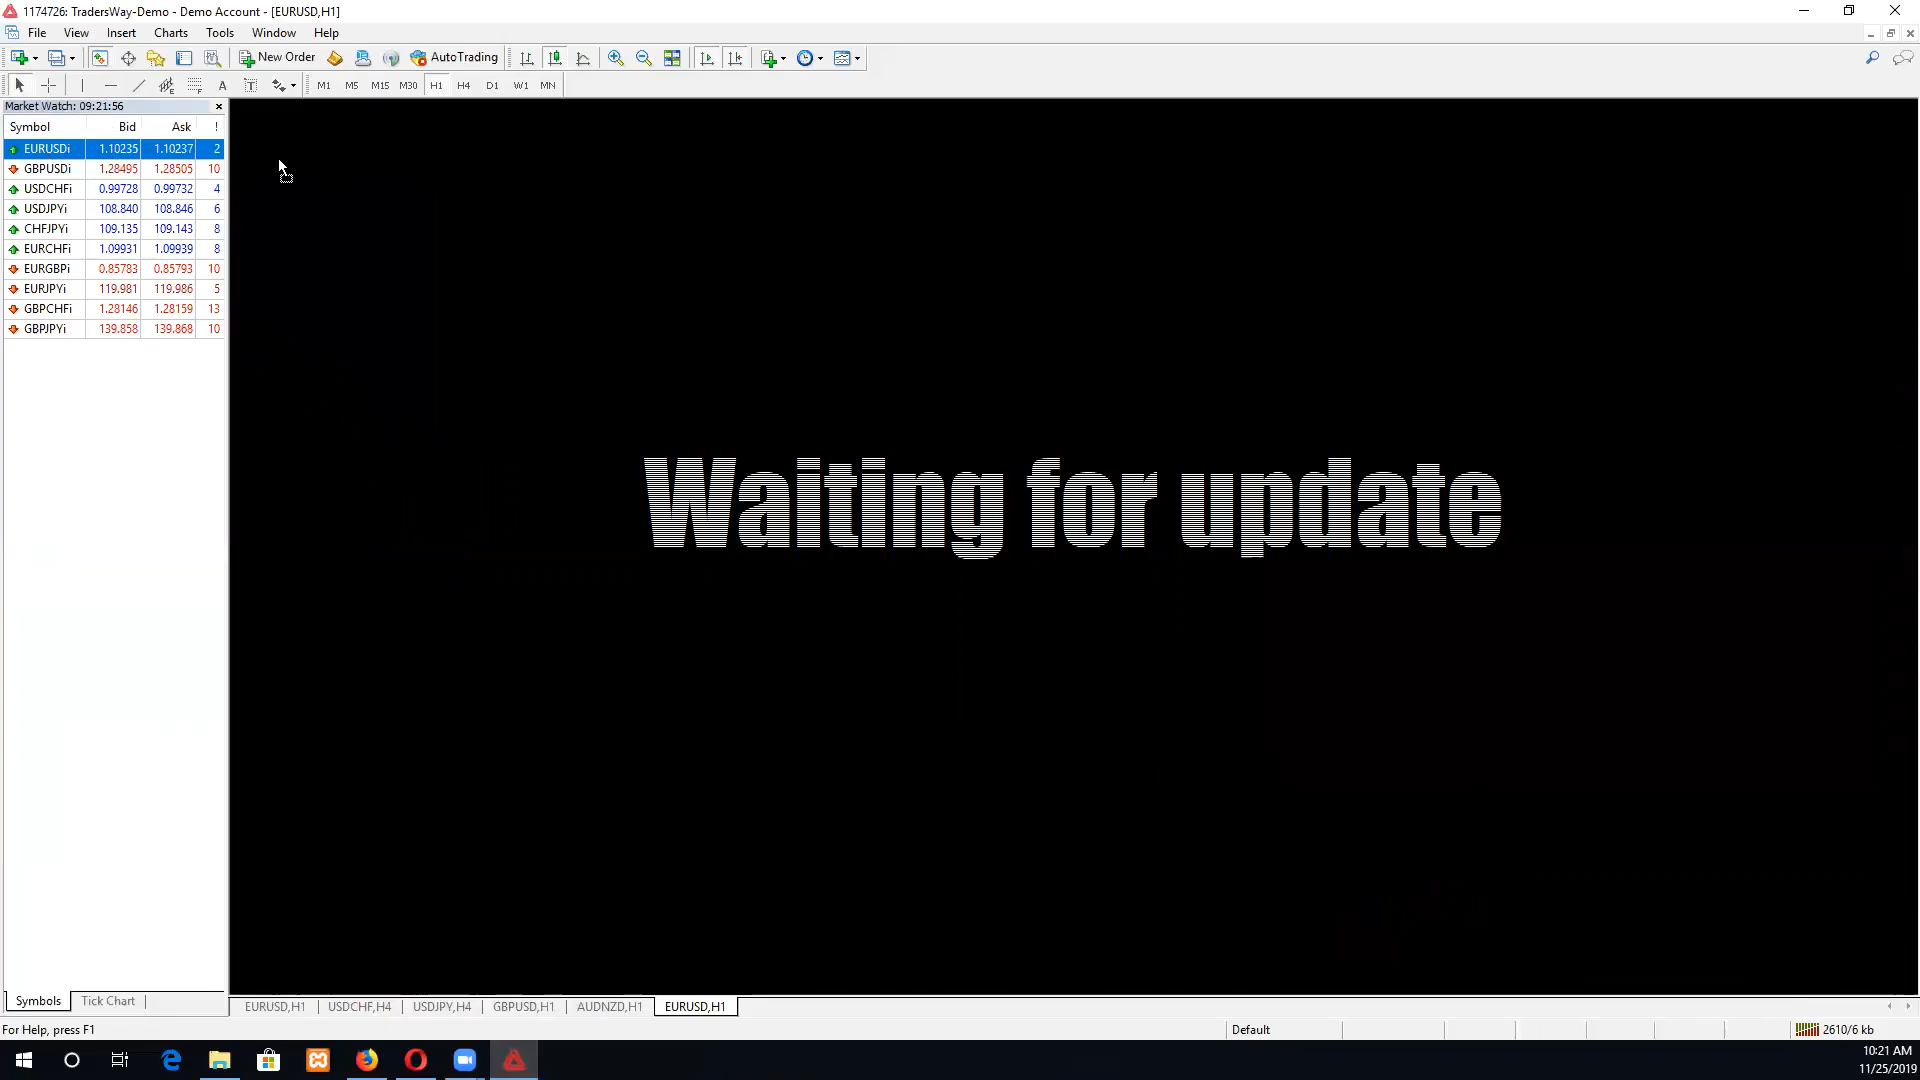 1174726: TradersWay-Demo - Demo Account - [EURUSD,H1]
File View Insert Charts Tools Window Help
New Order AutoTrading
A T M1 M5 M15 M30 H1 H4 D1 W1 MN
Market Watch: 09:21:56
Symbol Bid Ask !
EURUSDi 1.10235 1.10237 2
GBPUSDi 1.28495 1.28505 10
USDCHFi 0.99728 0.99732 4
USDJPYi 108.840 108.846 6
CHFJPYi 109.135 109.143 8
EURCHFi 1.09931 1.09939 8
EURGBPi 0.85783 0.85793 10
EURJPYi 119.981 119.986 5
GBPCHFi 1.28146 1.28159 13
GBPJPYi 139.858 139.868 10
Waiting for update
Symbols Tick Chart
EURUSD,H1 USDCHF,H4 USDJPY,H4 GBPUSD,H1 AUDNZD,H1 EURUSD,H1
For Help, press F1 Default 2610/6 kb
10:21 AM
11/25/2019